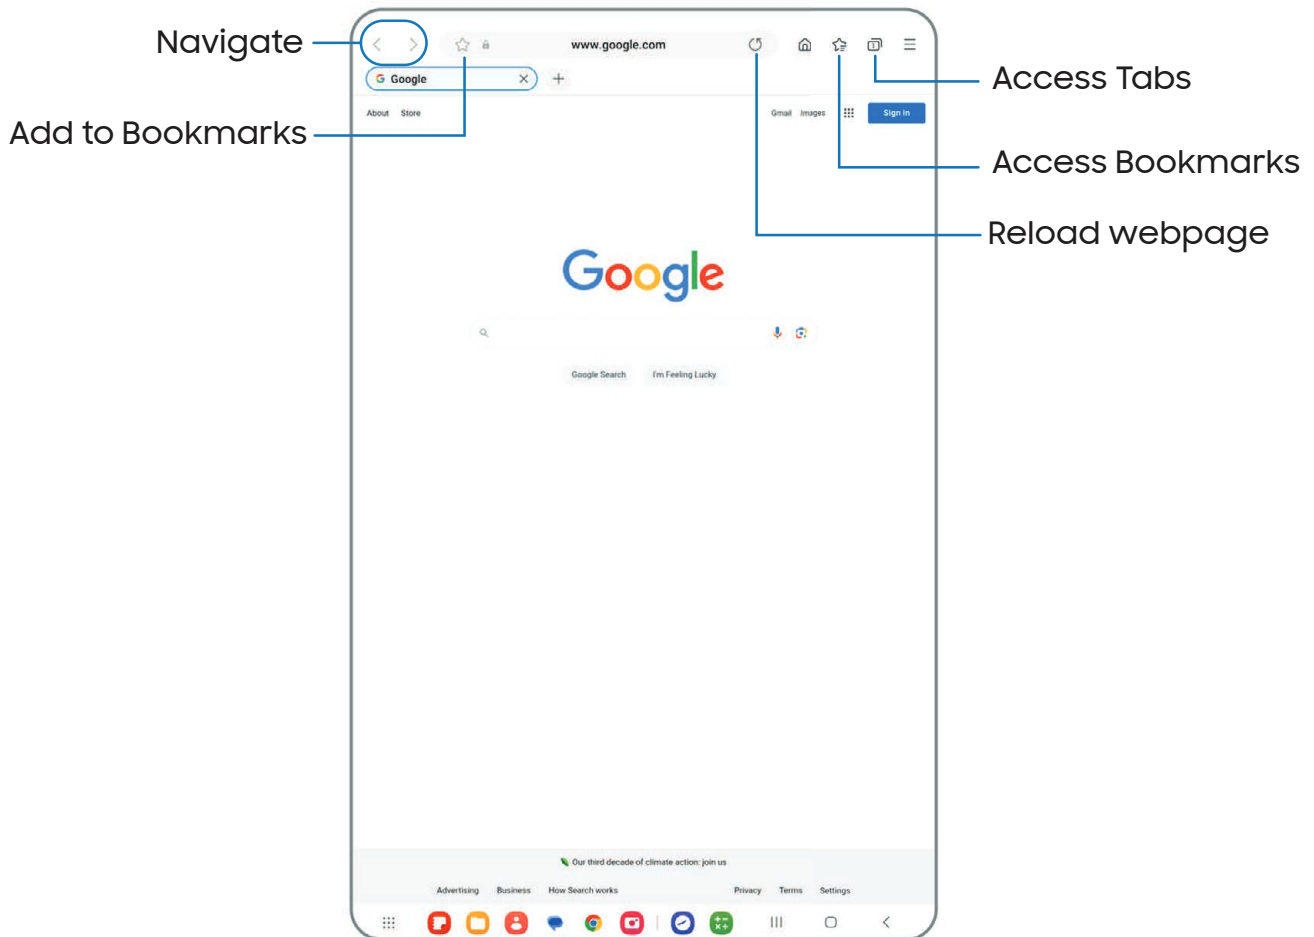 Navigate
www.google.com
1
G Google
Access Tabs
About Store
Gmail Images
Sign in
Add to Bookmarks
Access Bookmarks
Reload webpage
Google
Google Search I'm Feeling Lucky
Our third decade of climate action: join us
Advertising Business How Search works
Privacy Terms Settings